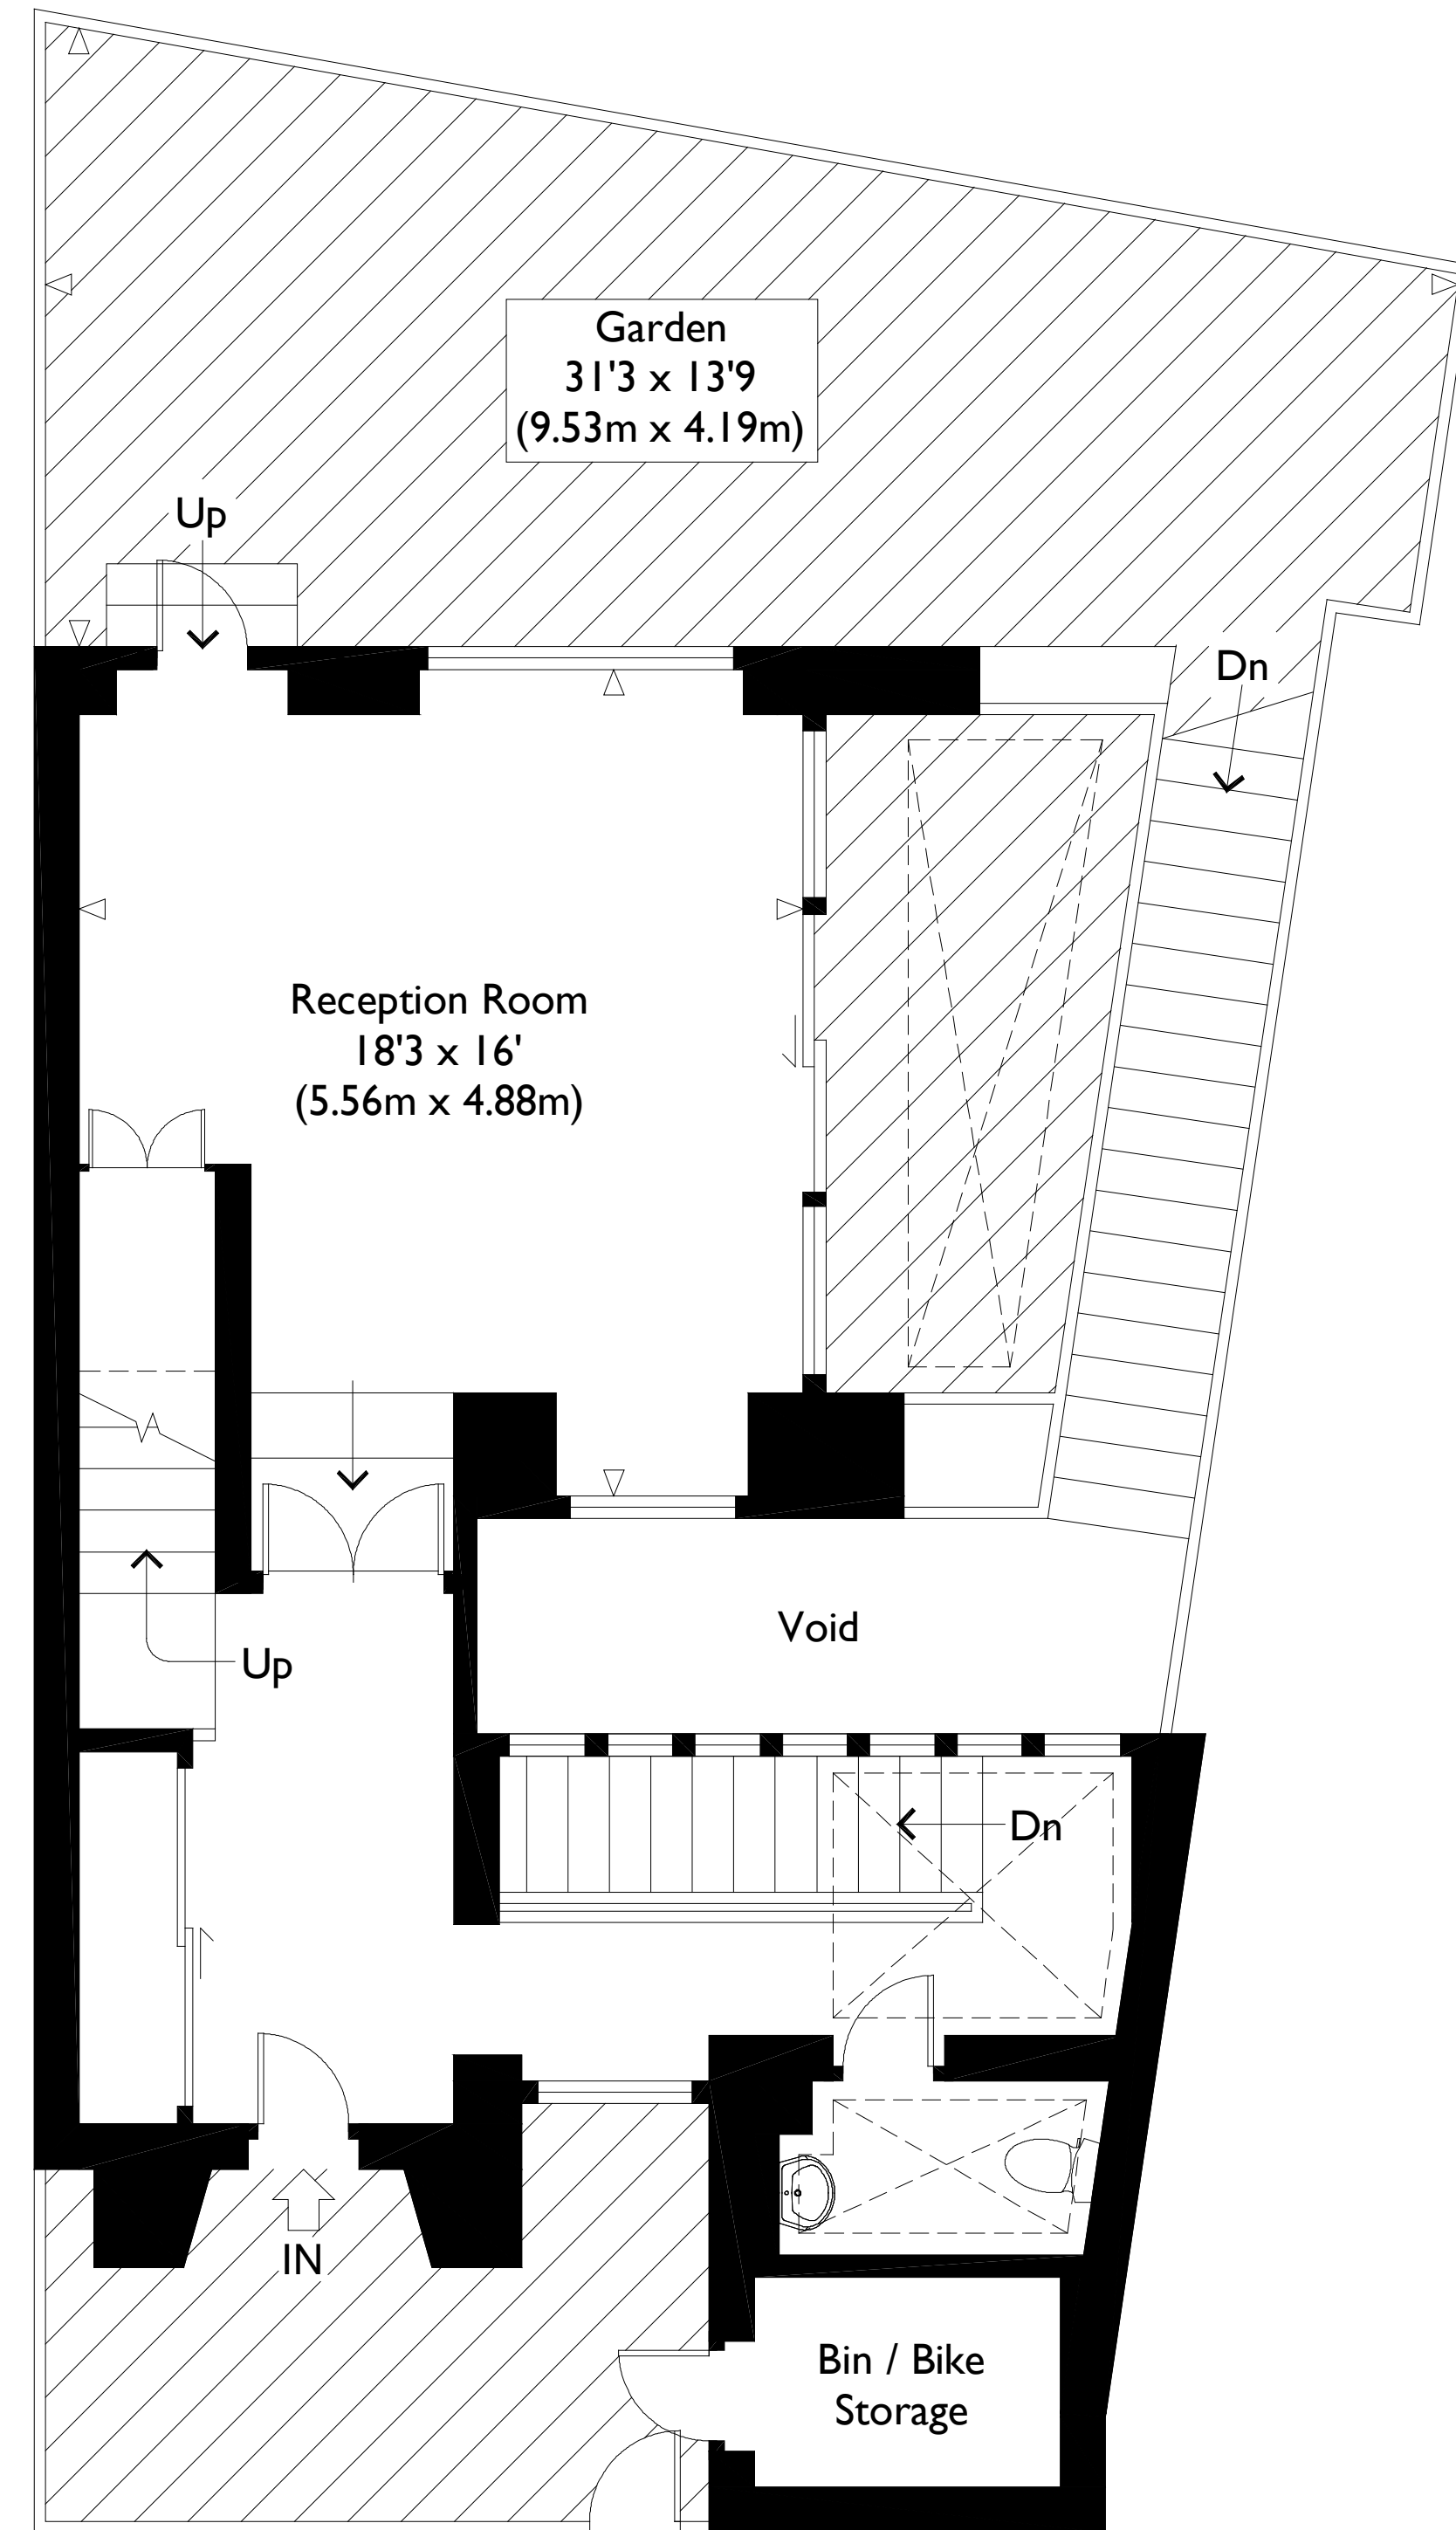 Garden
31'3 x 13'9
(9.53m x 4.19m)
Up
Dn
Reception Room
18'3 x 16'
(5.56m x 4.88m)
Void
Up
Dn
IN
Bin / Bike
Storage